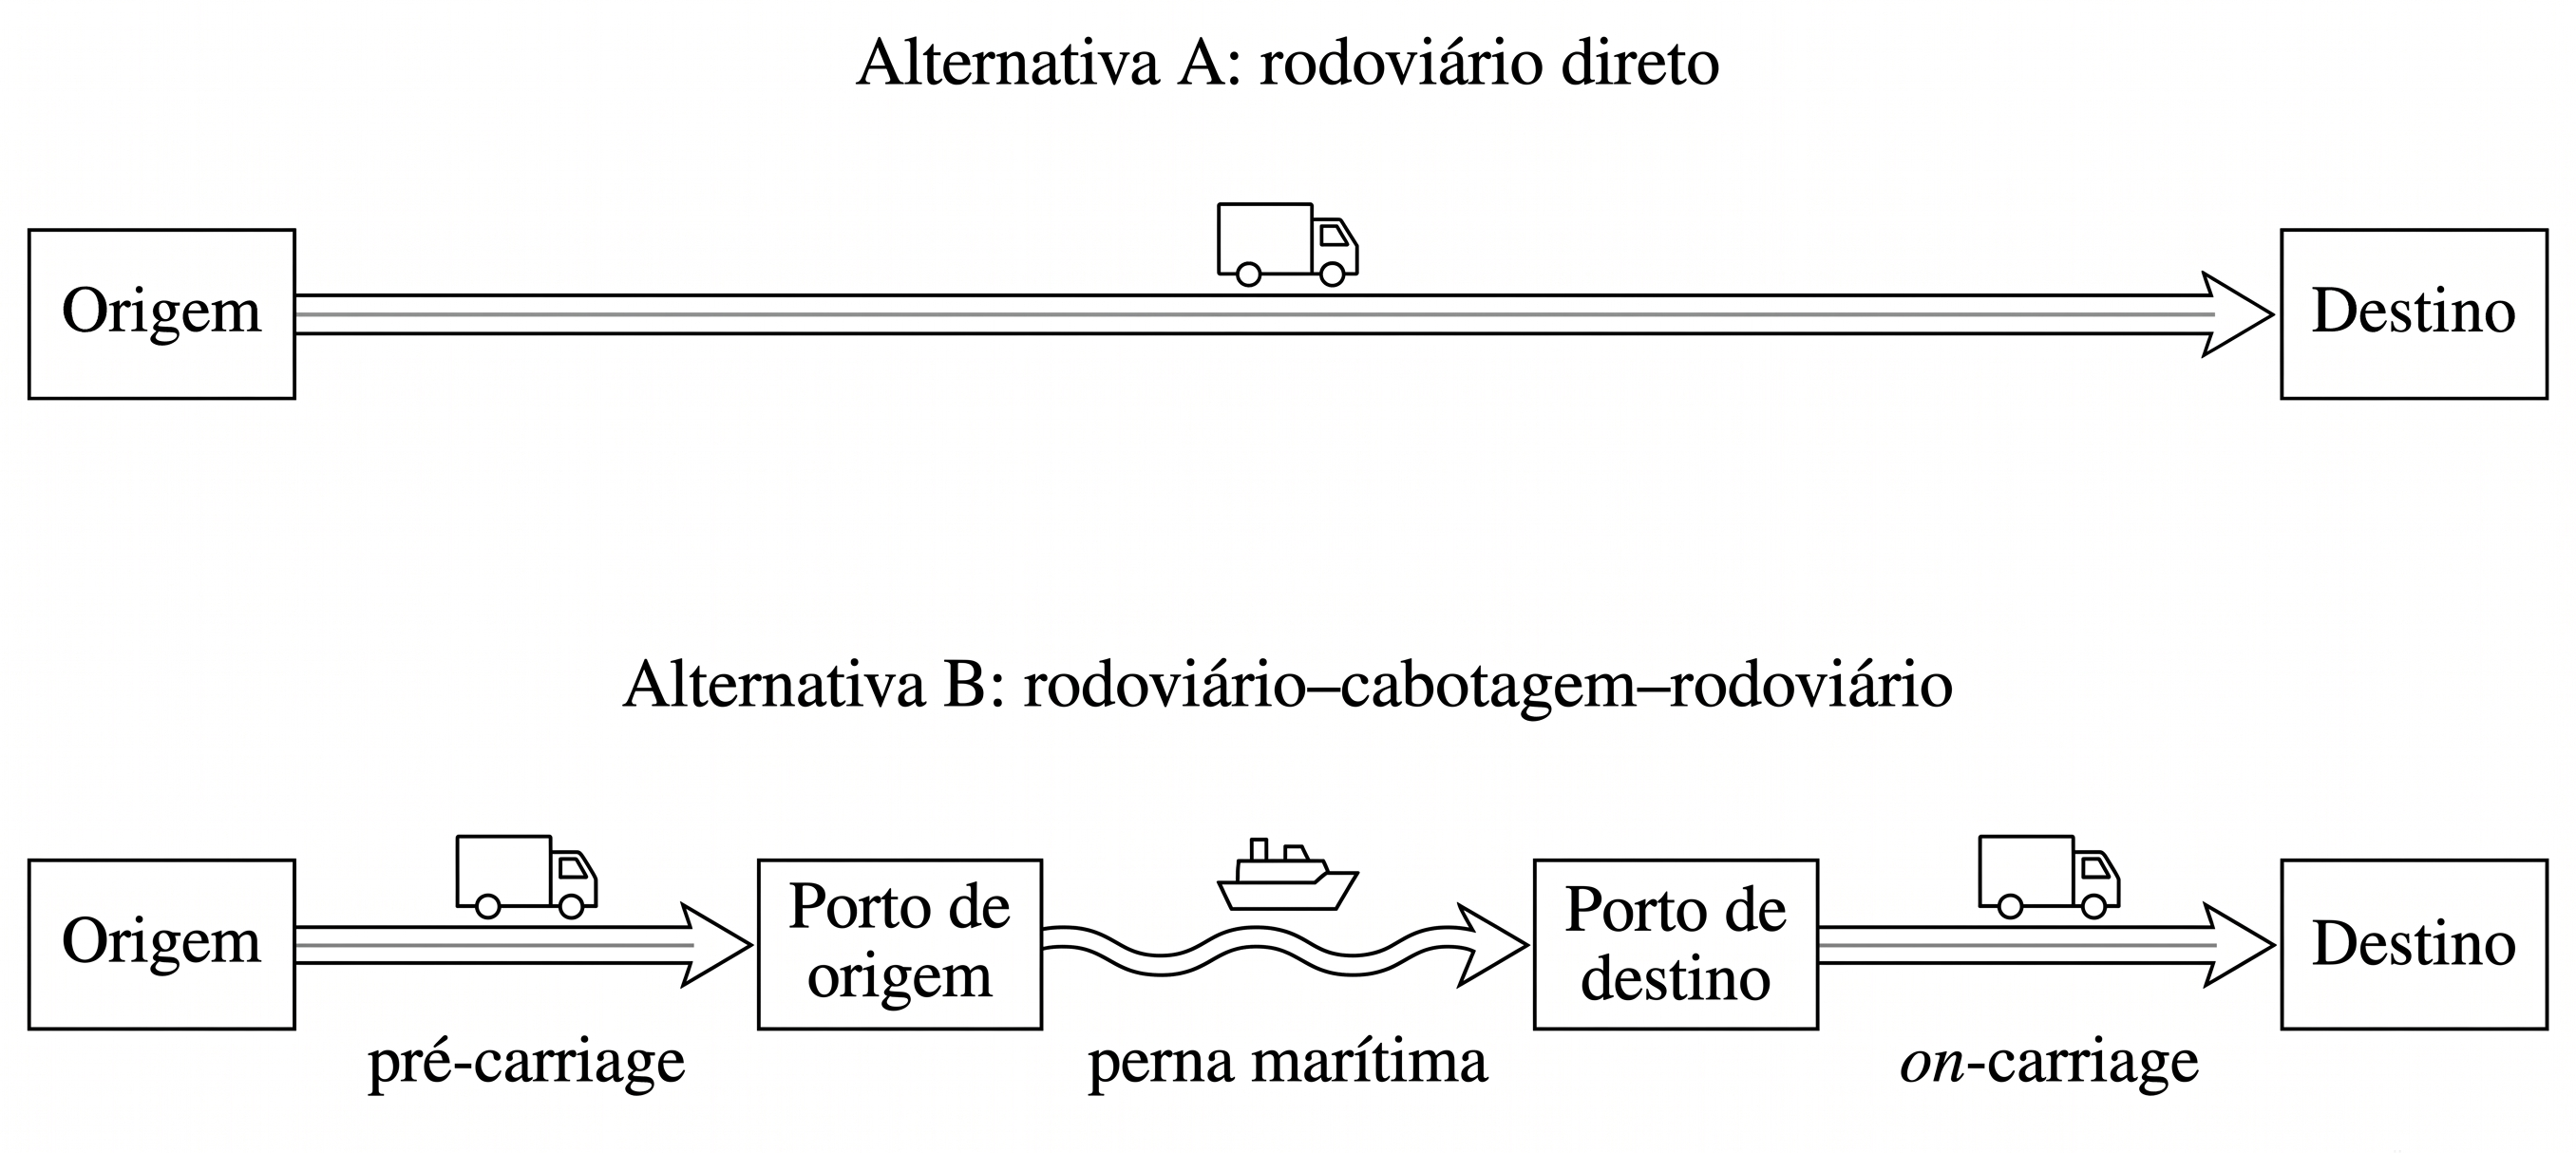 Alternativa A: rodoviário direto
Origem
Destino
Alternativa B: rodoviário–cabotagem–rodoviário
Origem
Porto de
origem
Porto de
destino
Destino
pré-carriage
perna marítima
on-carriage